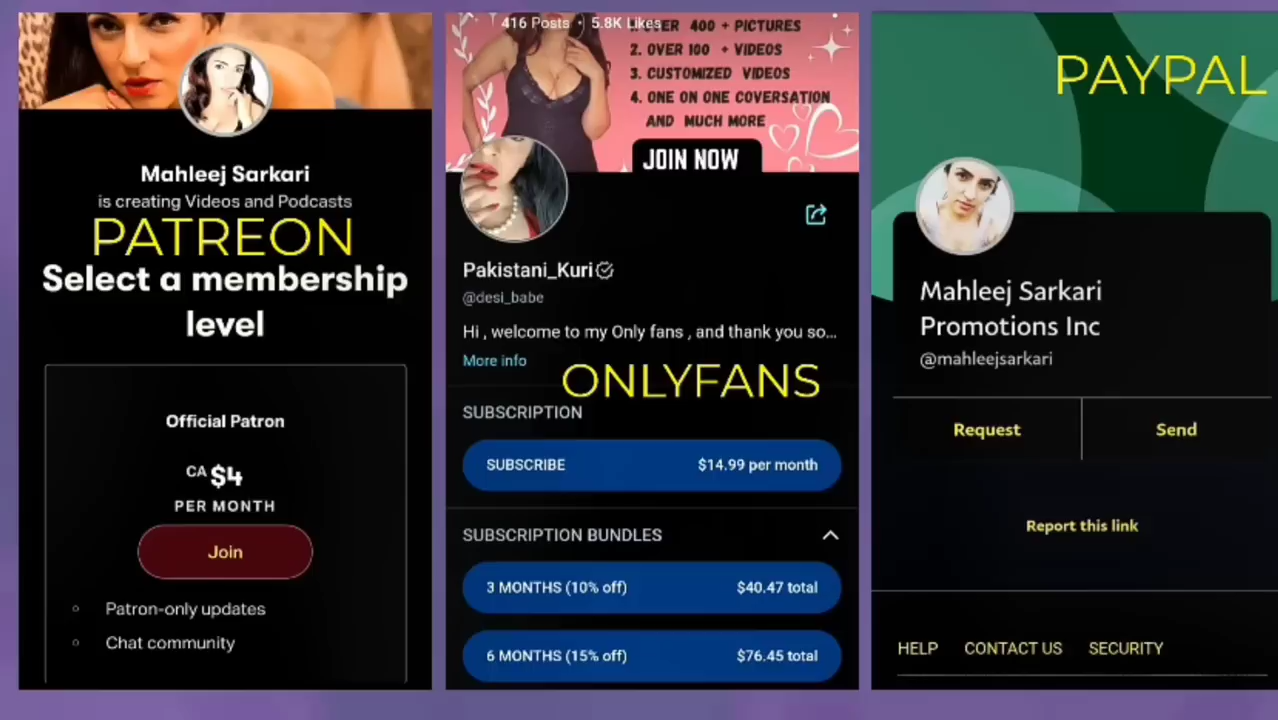 Mahleej Sarkari
is creating Videos and Podcasts
PATREON
Select a membership
level
Official Patron
CA $4
PER MONTH
Join
Patron-only updates
Chat community
416 Posts • 5.8K Likes
OVER 400 + PICTURES
2. OVER 100 + VIDEOS
3. CUSTOMIZED VIDEOS
4. ONE ON ONE COVERSATION
AND MUCH MORE
JOIN NOW
Pakistani_Kuri
@desi_babe
Hi , welcome to my Only fans , and thank you so...
More info
ONLYFANS
SUBSCRIPTION
SUBSCRIBE $14.99 per month
SUBSCRIPTION BUNDLES
3 MONTHS (10% off) $40.47 total
6 MONTHS (15% off) $76.45 total
PAYPAL
Mahleej Sarkari
Promotions Inc
@mahleejsarkari
Request Send
Report this link
HELP CONTACT US SECURITY